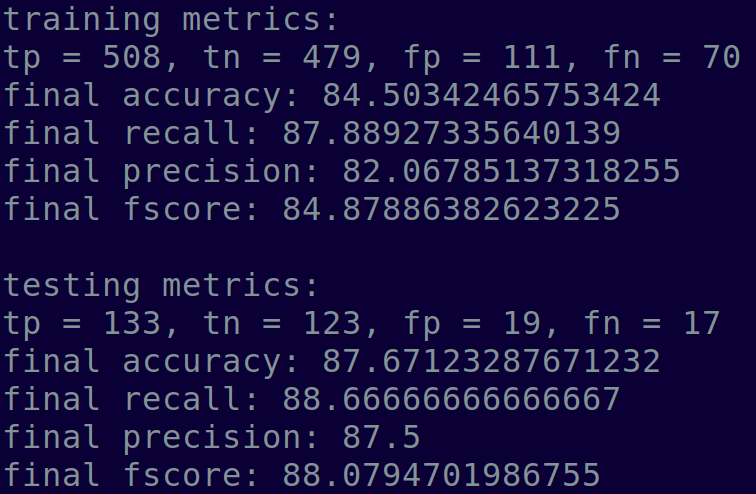 training metrics:
tp = 508, tn = 479, fp = 111, fn = 70
final accuracy: 84.50342465753424
final recall: 87.88927335640139
final precision: 82.06785137318255
final fscore: 84.87886382623225
testing metrics:
tp = 133, tn = 123, fp = 19, fn = 17
final accuracy: 87.67123287671232
final recall: 88.66666666666667
final precision: 87.5
final fscore: 88.0794701986755